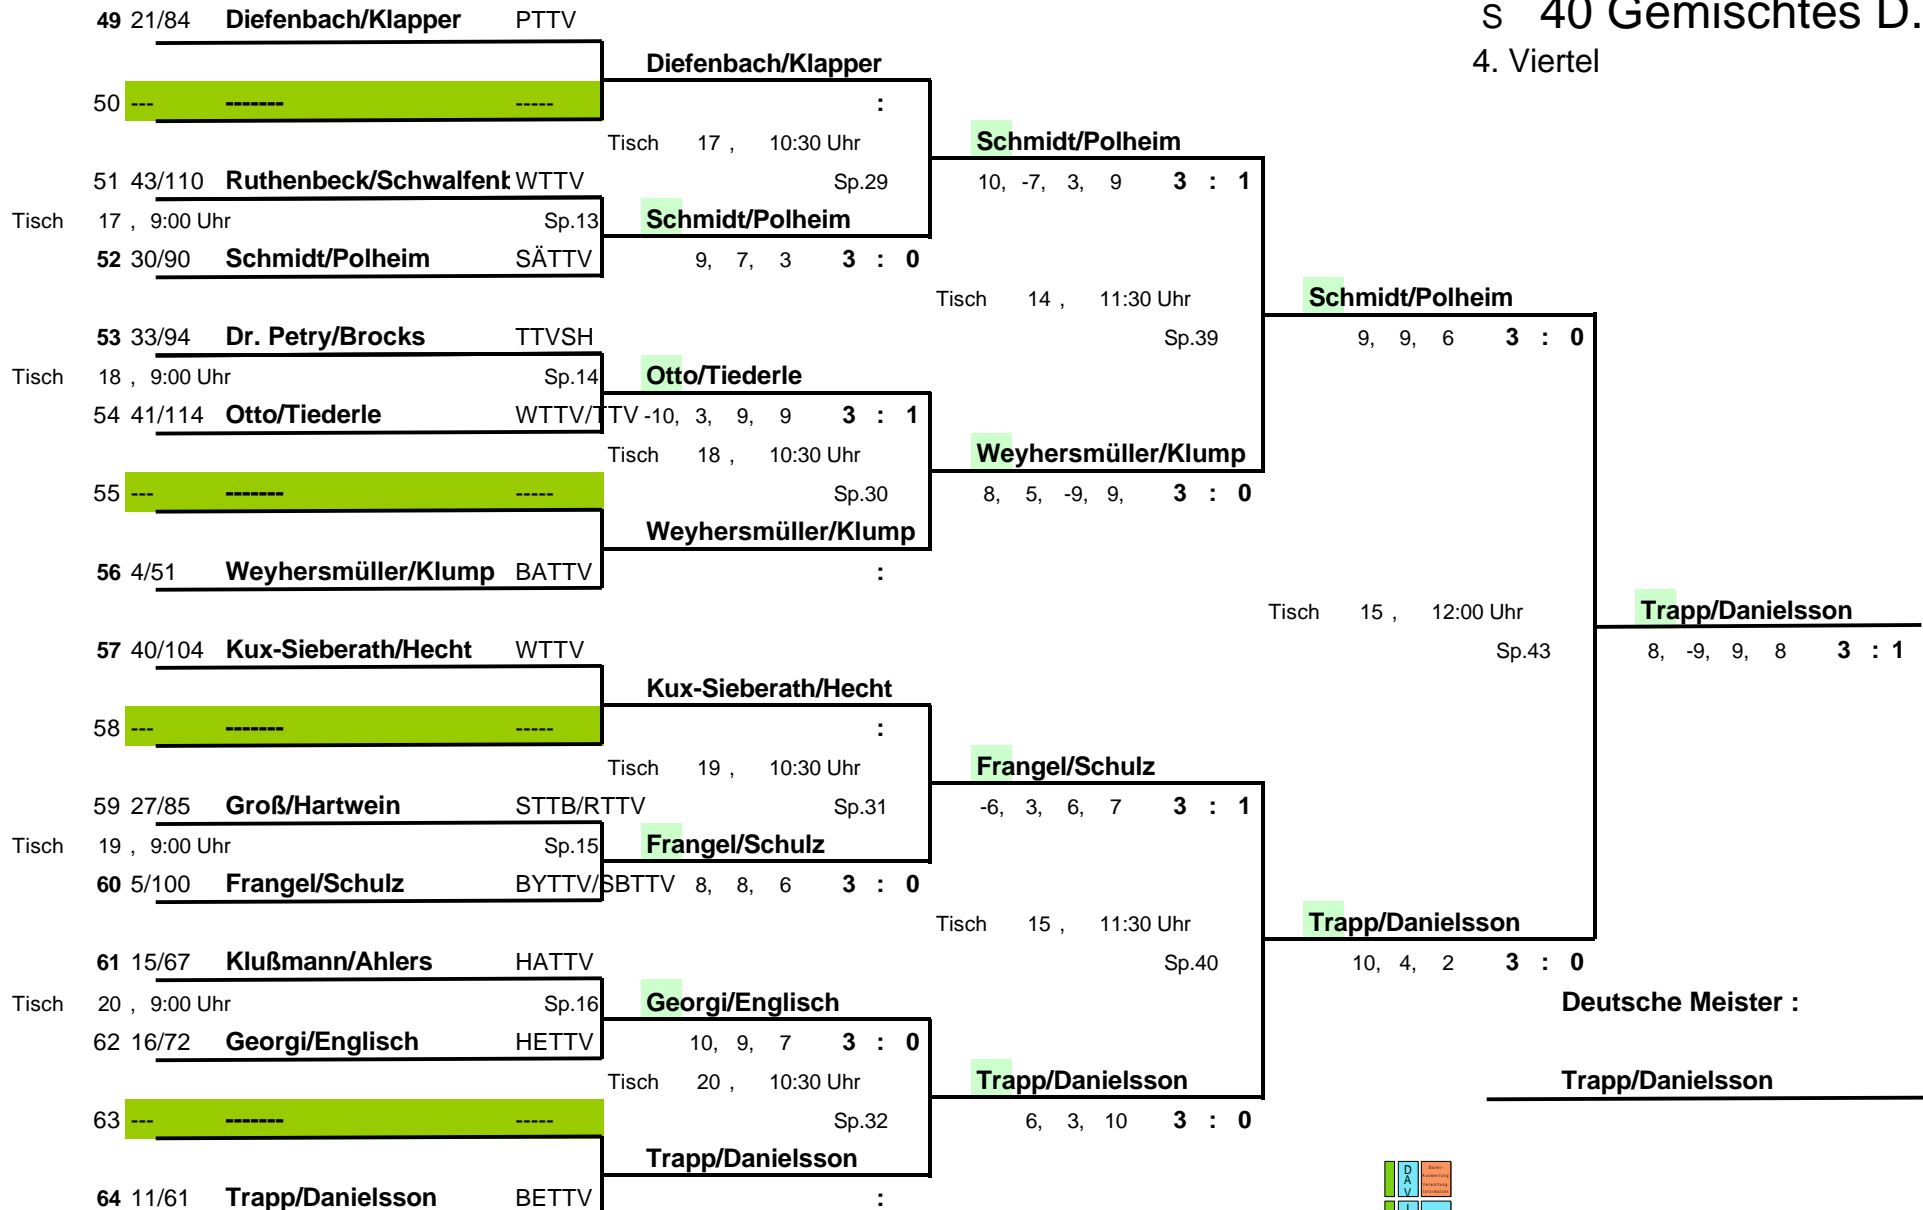 S 40 Gemischtes D.
49 21/84 Diefenbach/Klapper PTTV
4. Viertel
Diefenbach/Klapper
50 --- ------- ----- :
Tisch 17 , 10:30 Uhr Schmidt/Polheim
51 43/110 Ruthenbeck/Schwalfenb WTTV Sp.29 10, -7, 3, 9 3 : 1
Tisch 17 , 9:00 Uhr Sp.13 Schmidt/Polheim
52 30/90 Schmidt/Polheim SÄTTV 9, 7, 3 3 : 0
Tisch 14 , 11:30 Uhr Schmidt/Polheim
53 33/94 Dr. Petry/Brocks TTVSH Sp.39 9, 9, 6 3 : 0
Tisch 18 , 9:00 Uhr Sp.14 Otto/Tiederle
54 41/114 Otto/Tiederle WTTV/TTV -10, 3, 9, 9 3 : 1
Tisch 18 , 10:30 Uhr Weyhersmüller/Klump
55 --- ------- ----- Sp.30 8, 5, -9, 9, 3 : 0
Weyhersmüller/Klump
56 4/51 Weyhersmüller/Klump BATTV :
Tisch 15 , 12:00 Uhr Trapp/Danielsson
57 40/104 Kux-Sieberath/Hecht WTTV Sp.43 8, -9, 9, 8 3 : 1
Kux-Sieberath/Hecht
58 --- ------- ----- :
Tisch 19 , 10:30 Uhr Frangel/Schulz
59 27/85 Groß/Hartwein STTB/RTTV Sp.31 -6, 3, 6, 7 3 : 1
Tisch 19 , 9:00 Uhr Sp.15 Frangel/Schulz
60 5/100 Frangel/Schulz BYTTV/SBTTV 8, 8, 6 3 : 0
Tisch 15 , 11:30 Uhr Trapp/Danielsson
61 15/67 Klußmann/Ahlers HATTV Sp.40 10, 4, 2 3 : 0
Tisch 20 , 9:00 Uhr Sp.16 Georgi/Englisch Deutsche Meister :
62 16/72 Georgi/Englisch HETTV 10, 9, 7 3 : 0
Tisch 20 , 10:30 Uhr Trapp/Danielsson Trapp/Danielsson
63 --- ------- ----- Sp.32 6, 3, 10 3 : 0
Trapp/Danielsson
64 11/61 Trapp/Danielsson BETTV :
D
A
V
I